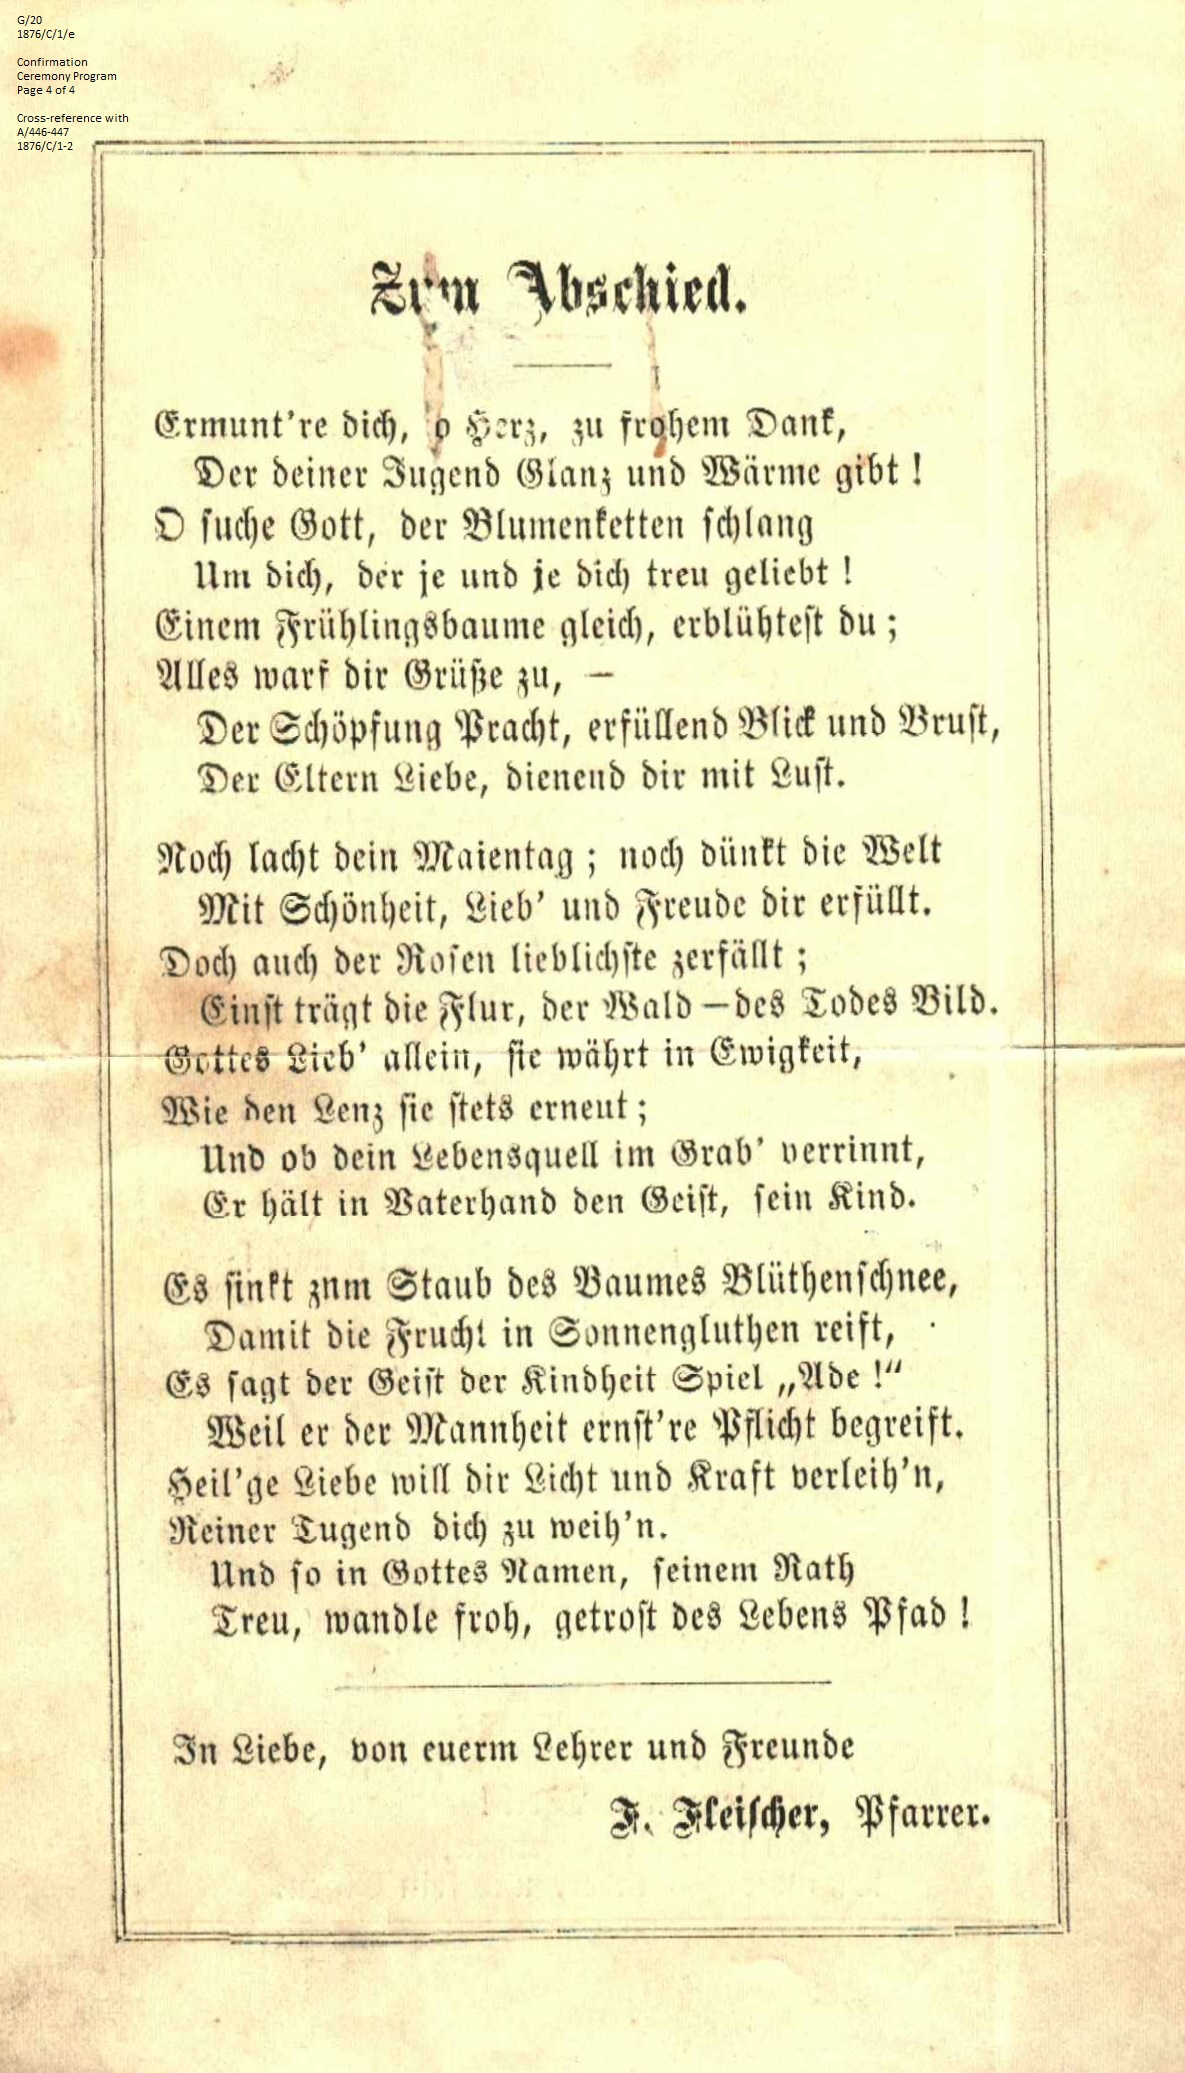 G/20
1876/C/1/e
Confirmation
Ceremony Program
Page 4 of 4
Cross-reference with
A/446-447
1876/C/1-2
Zum Abschied.
Ermunt’re dich, o Herz, zu frohem Dank,
Der deiner Jugend Glanz und Wärme gibt !
O suche Gott, der Blumenketten schlang
Um dich, der je und je dich treu geliebt !
Einem Frühlingsbaume gleich, erblühtest du ;
Alles warf dir Grüße zu, —
Der Schöpfung Pracht, erfüllend Blick und Brust,
Der Eltern Liebe, dienend dir mit Lust.
Noch lacht dein Maientag ; noch dünkt die Welt
Mit Schönheit, Lieb’ und Freude dir erfüllt.
Doch auch der Rosen lieblichste zerfällt ;
Einst trägt die Flur, der Wald — des Todes Bild.
Gottes Lieb’ allein, sie währt in Ewigkeit,
Wie den Lenz sie stets erneut ;
Und ob dein Lebensquell im Grab’ verrinnt,
Er hält in Vaterhand den Geist, sein Kind.
Es sinkt znm Staub des Baumes Blüthenschnee,
Damit die Frucht in Sonnengluthen reift,
Es sagt der Geist der Kindheit Spiel „Ade !“
Weil er der Mannheit ernst’re Pflicht begreift.
Heil’ge Liebe will dir Licht und Kraft verleih’n,
Reiner Tugend dich zu weih’n.
Und so in Gottes Namen, seinem Rath
Treu, wandle froh, getrost des Lebens Pfad !
In Liebe, von euerm Lehrer und Freunde
F. Fleischer, Pfarrer.